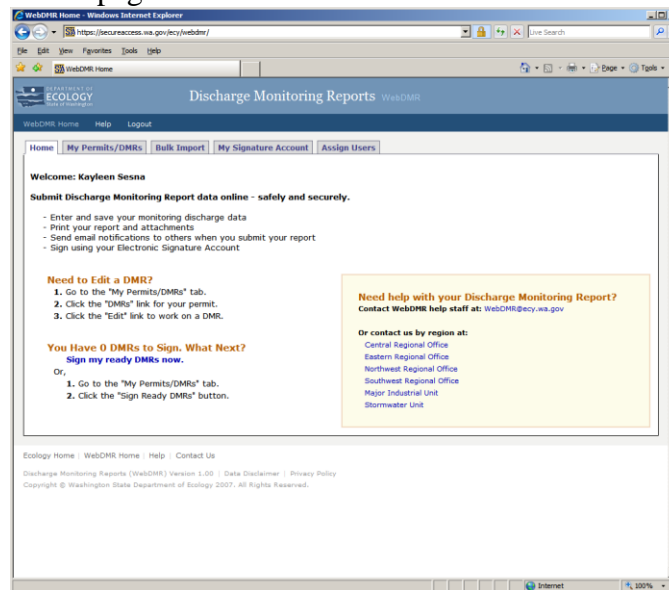 WebDMR Home - Windows Internet Explorer
https://secureaccess.wa.gov/ecy/webdmr/
Live Search
File Edit View Favorites Tools Help
WebDMR Home
Page Tools
DEPARTMENT OF
ECOLOGY
State of Washington
Discharge Monitoring Reports WebDMR
WebDMR Home Help Logout
Home My Permits/DMRs Bulk Import My Signature Account Assign Users
Welcome: Kayleen Sesna
Submit Discharge Monitoring Report data online - safely and securely.
- Enter and save your monitoring discharge data
- Print your report and attachments
- Send email notifications to others when you submit your report
- Sign using your Electronic Signature Account
Need to Edit a DMR?
1. Go to the "My Permits/DMRs" tab.
2. Click the "DMRs" link for your permit.
3. Click the "Edit" link to work on a DMR.
You Have 0 DMRs to Sign. What Next?
Sign my ready DMRs now.
Or,
1. Go to the "My Permits/DMRs" tab.
2. Click the "Sign Ready DMRs" button.
Need help with your Discharge Monitoring Report?
Contact WebDMR help staff at: WebDMR@ecy.wa.gov
Or contact us by region at:
Central Regional Office
Eastern Regional Office
Northwest Regional Office
Southwest Regional Office
Major Industrial Unit
Stormwater Unit
Ecology Home | WebDMR Home | Help | Contact Us
Discharge Monitoring Reports (WebDMR) Version 1.00 | Data Disclaimer | Privacy Policy
Copyright © Washington State Department of Ecology 2007. All Rights Reserved.
Internet 100%